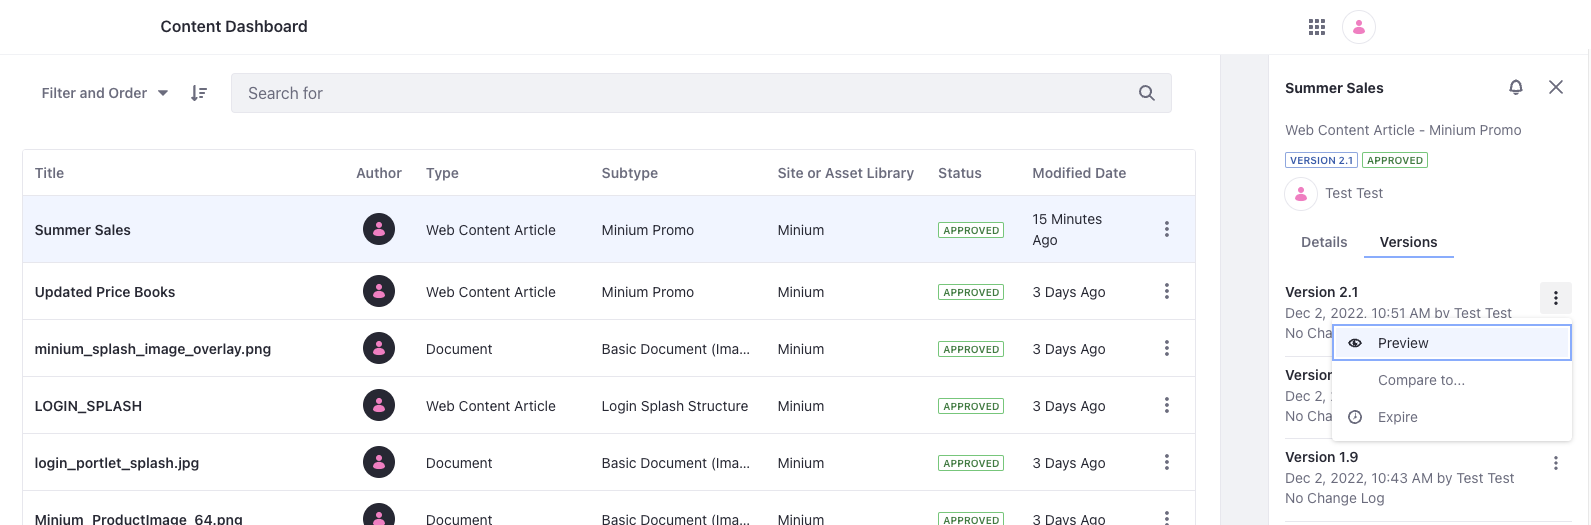 Content Dashboard
Filter and Order
Search for
Title Author Type Subtype Site or Asset Library Status Modified Date
Summer Sales Web Content Article Minium Promo Minium APPROVED 15 Minutes
Ago
Updated Price Books Web Content Article Minium Promo Minium APPROVED 3 Days Ago
minium_splash_image_overlay.png Document Basic Document (Ima... Minium APPROVED 3 Days Ago
LOGIN_SPLASH Web Content Article Login Splash Structure Minium APPROVED 3 Days Ago
login_portlet_splash.jpg Document Basic Document (Ima... Minium APPROVED 3 Days Ago
Minium_ProductImage_64.png Document Basic Document (Ima... Minium APPROVED 3 Days Ago
Summer Sales
Web Content Article - Minium Promo
VERSION 2.1 APPROVED
Test Test
Details Versions
Version 2.1
Dec 2, 2022, 10:51 AM by Test Test
No Cha
Preview
Compare to...
Expire
Version
Dec 2,
No Cha
Version 1.9
Dec 2, 2022, 10:43 AM by Test Test
No Change Log